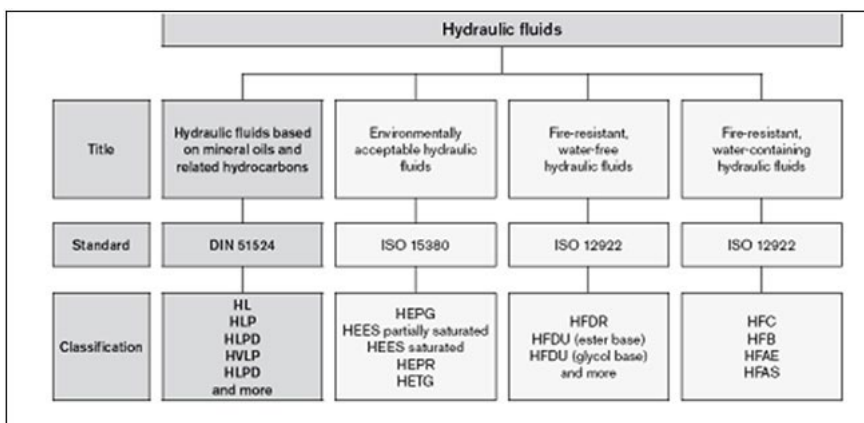 Hydraulic fluids
Title
Hydraulic fluids based
on mineral oils and
related hydrocarbons
Environmentally
acceptable hydraulic
fluids
Fire-resistant,
water-free
hydraulic fluids
Fire-resistant,
water-containing
hydraulic fluids
Standard
DIN 51524
ISO 15380
ISO 12922
ISO 12922
Classification
HL
HLP
HLPD
HVLP
HLPD
and more
HEPG
HEES partially saturated
HEES saturated
HEPR
HETG
HFDR
HFDU (ester base)
HFDU (glycol base)
and more
HFC
HFB
HFAE
HFAS